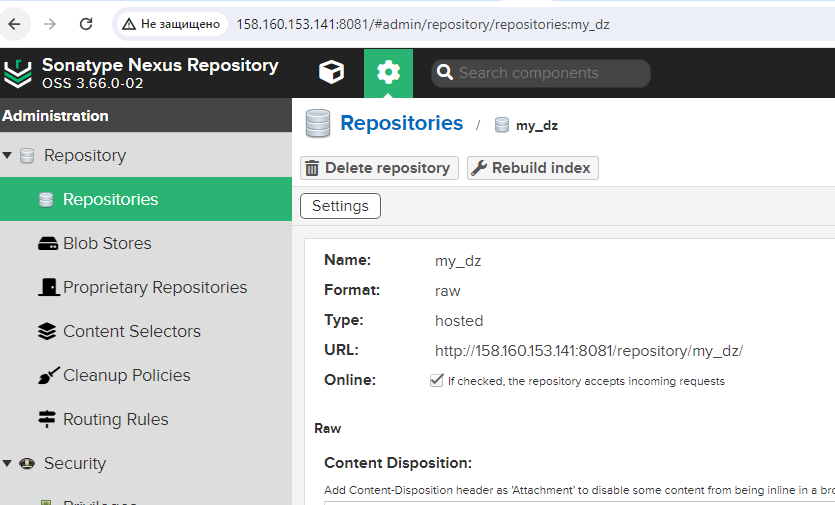 Не защищено 158.160.153.141:8081/#admin/repository/repositories:my_dz
Sonatype Nexus Repository
OSS 3.66.0-02
Search components
Administration
Repository
Repositories
Blob Stores
Proprietary Repositories
Content Selectors
Cleanup Policies
Routing Rules
Security
Repositories / my_dz
Delete repository Rebuild index
Settings
Name: my_dz
Format: raw
Type: hosted
URL: http://158.160.153.141:8081/repository/my_dz/
Online: If checked, the repository accepts incoming requests
Raw
Content Disposition:
Add Content-Disposition header as 'Attachment' to disable some content from being inline in a